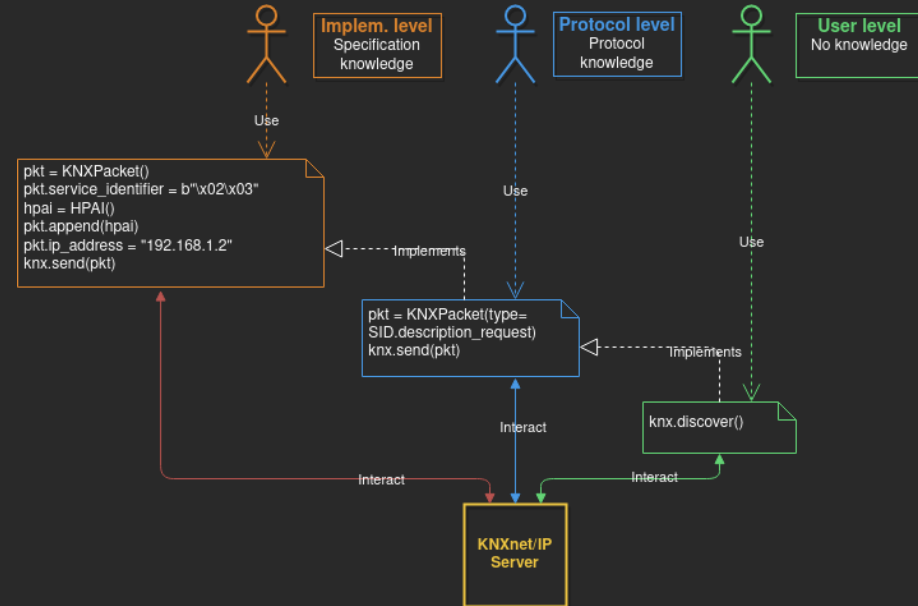 Implem. level
Specification
knowledge
Protocol level
Protocol
knowledge
User level
No knowledge
Use
pkt = KNXPacket()
pkt.service_identifier = b"\x02\x03"
hpai = HPAI()
pkt.append(hpai)
pkt.ip_address = "192.168.1.2"
knx.send(pkt)
Use
Use
Implements
pkt = KNXPacket(type=
SID.description_request)
knx.send(pkt)
Implements
knx.discover()
Interact
Interact
Interact
KNXnet/IP
Server